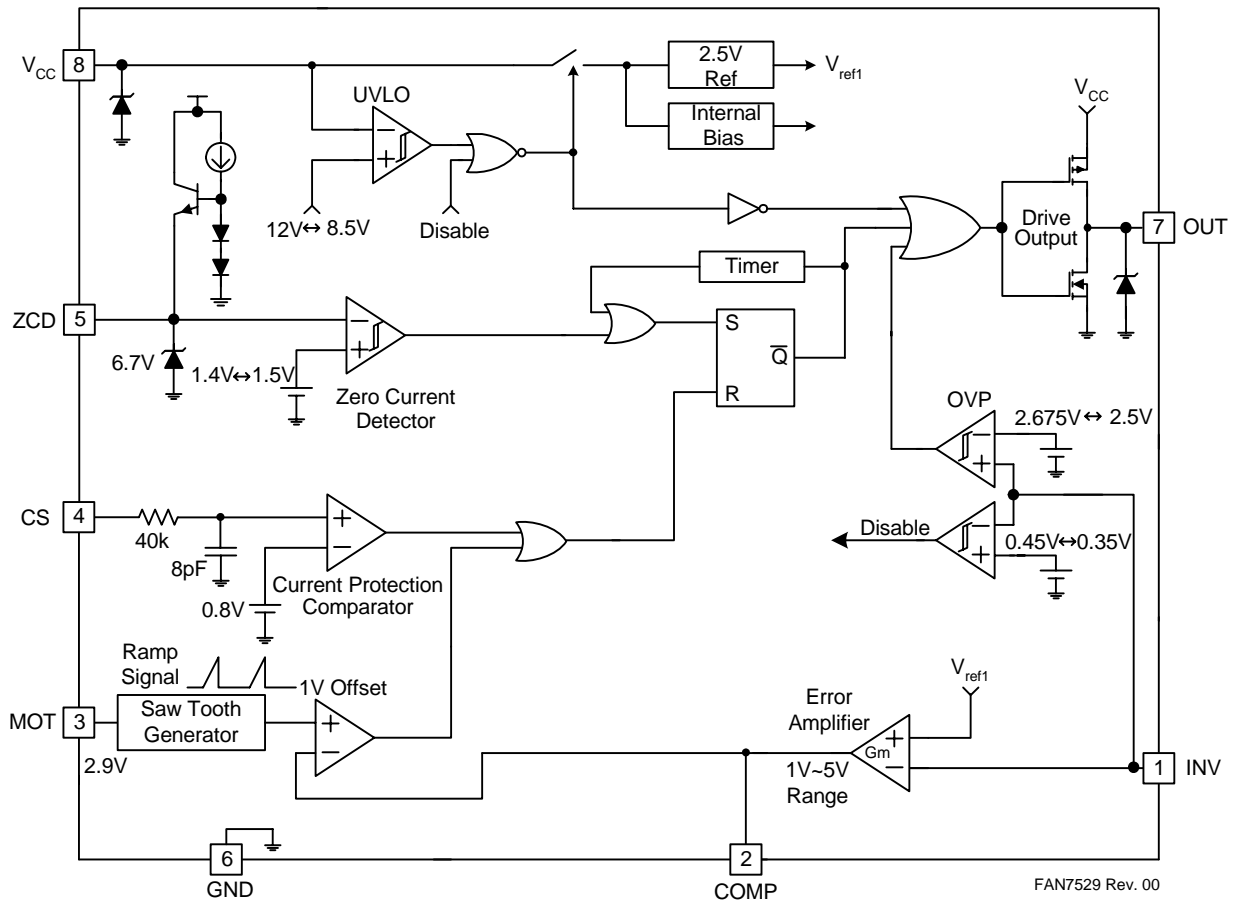 V_CC
8
2.5V
Ref
V_ref1
Internal
Bias
UVLO
−
+
12V↔8.5V
Disable
V_CC
Drive
Output
7
OUT
Timer
ZCD
5
6.7V
−
+
1.4V↔1.5V
Zero Current
Detector
S
R
Q̅
OVP
−
+
2.675V↔2.5V
CS
4
40k
8pF
+
−
0.8V
Current Protection
Comparator
Disable
−
+
0.45V↔0.35V
Ramp
Signal
1V Offset
MOT
3
Saw Tooth
Generator
2.9V
+
−
Error
Amplifier
V_ref1
Gm
+
−
1V~5V
Range
1
INV
6
GND
2
COMP
FAN7529 Rev. 00